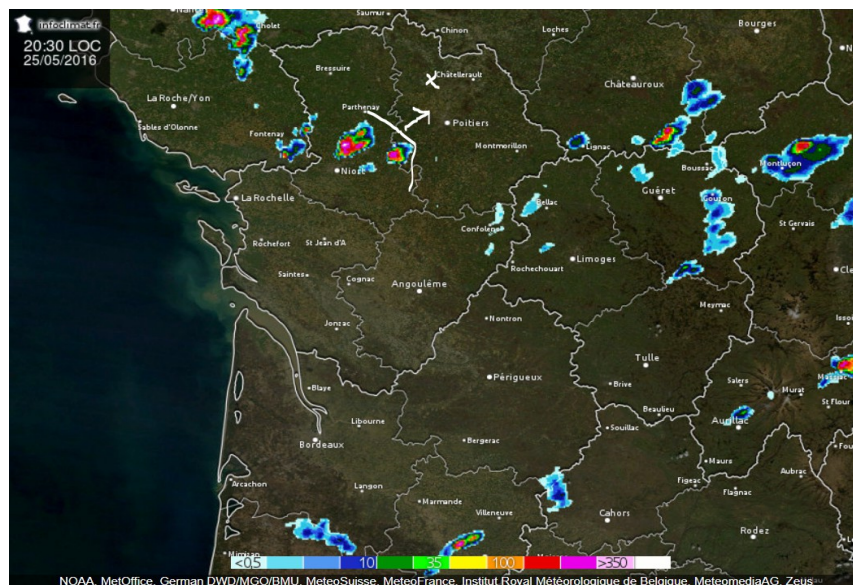 infoclimat.fr
20:30 LOC
25/05/2016
Cholet
Saumur
Chinon
Loches
Bourges
Bressuire
Châtellerault
Châteauroux
La Roche/Yon
Parthenay
Poitiers
Sables d'Olonne
Fontenay
Montmorillon
Lignac
Niort
Boussac
Montluçon
La Rochelle
Guéret
Gouzon
Bellac
St Gervais
Confolens
Rochefort
St Jean d'A
Limoges
Rochechouart
Saintes
Cognac
Angoulême
Meymac
Jonzac
Nontron
Tulle
Périgueux
Blaye
Brive
Salers
Murat
Massiac
St Flour
Beaulieu
Libourne
Souillac
Aurillac
Bordeaux
Bergerac
Maurs
Aubrac
Arcachon
Langon
Figeac
Flagnac
Marmande
Villeneuve
Cahors
Rodez
Mimizan
<0,5 10 35 100 >350
NOAA, MetOffice, German DWD/MGO/BMU, MeteoSuisse, MeteoFrance, Institut Royal Météorologique de Belgique, MeteomediaAG, Zeus